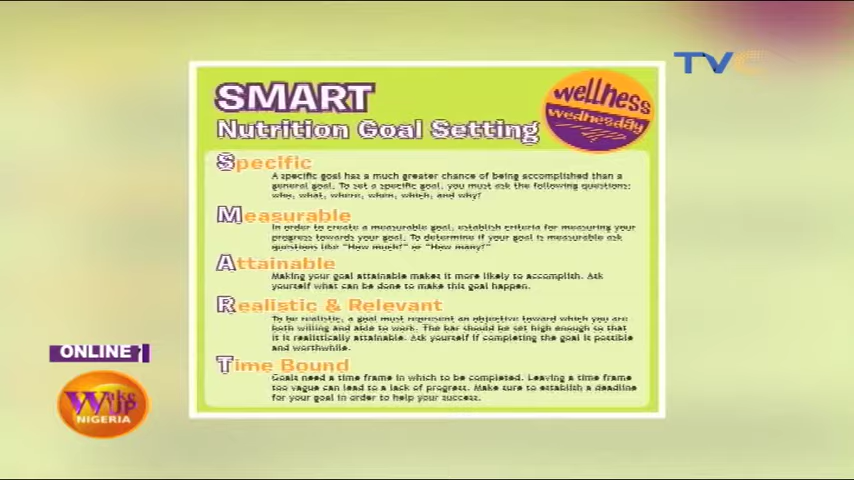 TVC
SMART
Nutrition Goal Setting
wellness
wednesday
Specific
A specific goal has a much greater chance of being accomplished than a
general goal. To set a specific goal, you must ask the following questions:
who, what, where, when, which, and why?
Measurable
In order to create a measurable goal, establish criteria for measuring your
progress towards your goal. To determine if your goal is measurable ask
questions like "How much?" or "How many?"
Attainable
Making your goal attainable makes it more likely to accomplish. Ask
yourself what can be done to make this goal happen.
Realistic & Relevant
To be realistic, a goal must represent an objective toward which you are
both willing and able to work. The bar should be set high enough so that
it is realistically attainable. Ask yourself if completing the goal is possible
and worthwhile.
Time Bound
Goals need a time frame in which to be completed. Leaving a time frame
too vague can lead to a lack of progress. Make sure to establish a deadline
for your goal in order to help your success.
ONLINE
Wake
UP
NIGERIA